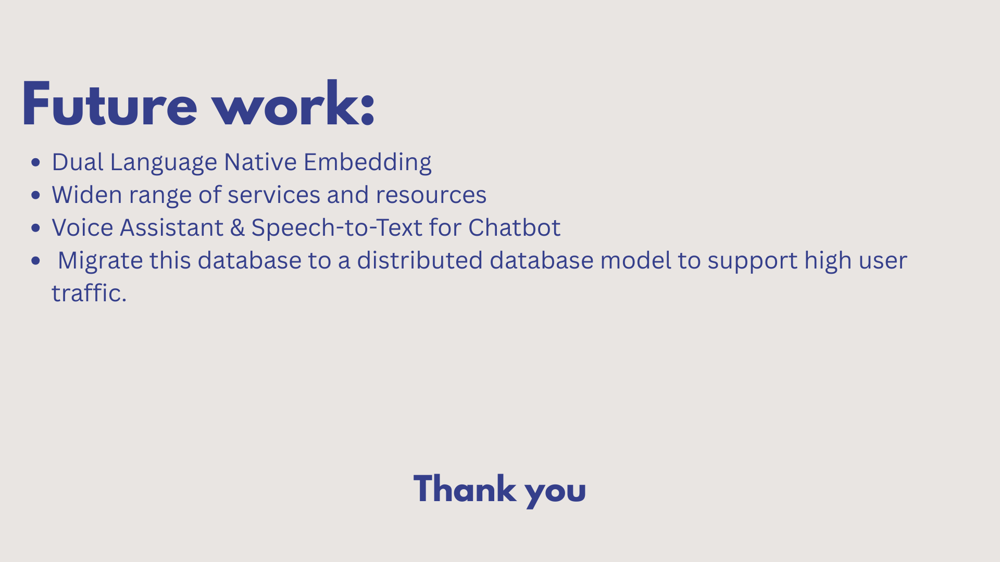 Future work:
• Dual Language Native Embedding
• Widen range of services and resources
• Voice Assistant & Speech-to-Text for Chatbot
• Migrate this database to a distributed database model to support high user
traffic.
Thank you